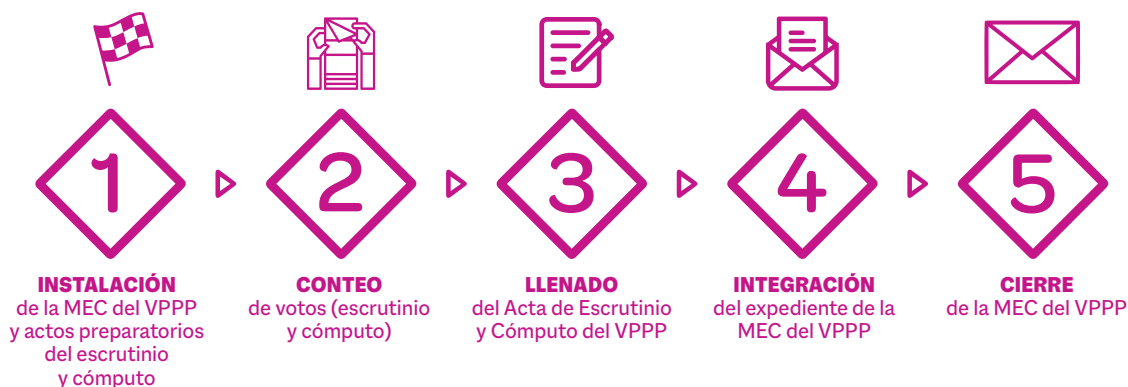 1
INSTALACIÓN
de la MEC del VPPP
y actos preparatorios
del escrutinio
y cómputo
2
CONTEO
de votos (escrutinio
y cómputo)
3
LLENADO
del Acta de Escrutinio
y Cómputo del VPPP
4
INTEGRACIÓN
del expediente de la
MEC del VPPP
5
CIERRE
de la MEC del VPPP